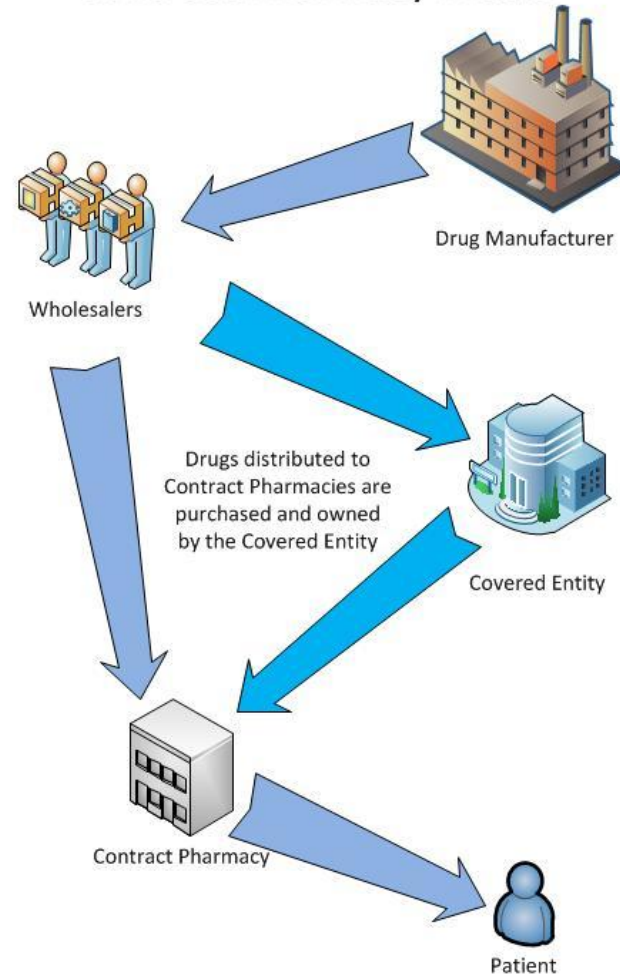 Drug Manufacturer
Wholesalers
Drugs distributed to
Contract Pharmacies are
purchased and owned
by the Covered Entity
Covered Entity
Contract Pharmacy
Patient